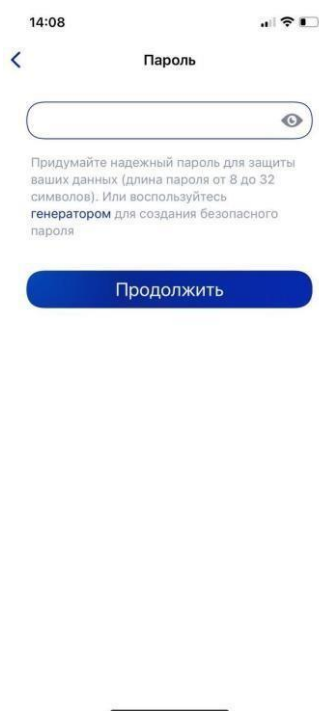 14:08
Пароль
Придумайте надежный пароль для защиты
ваших данных (длина пароля от 8 до 32
символов). Или воспользуйтесь
генератором для создания безопасного
пароля
Продолжить